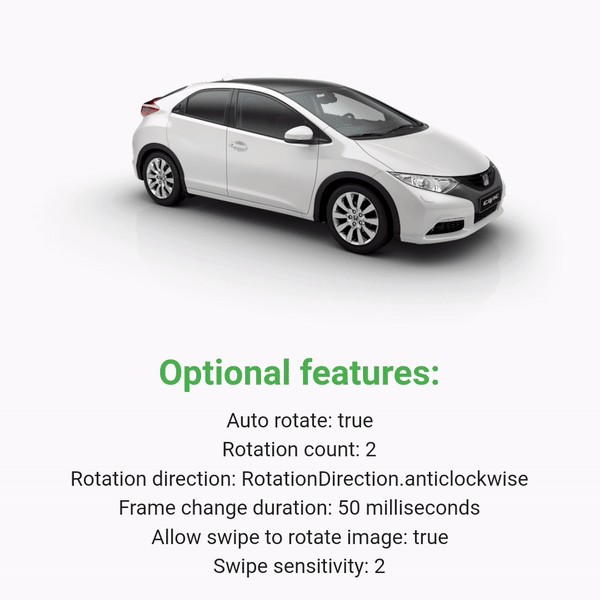 Optional features:
Auto rotate: true
Rotation count: 2
Rotation direction: RotationDirection.anticlockwise
Frame change duration: 50 milliseconds
Allow swipe to rotate image: true
Swipe sensitivity: 2